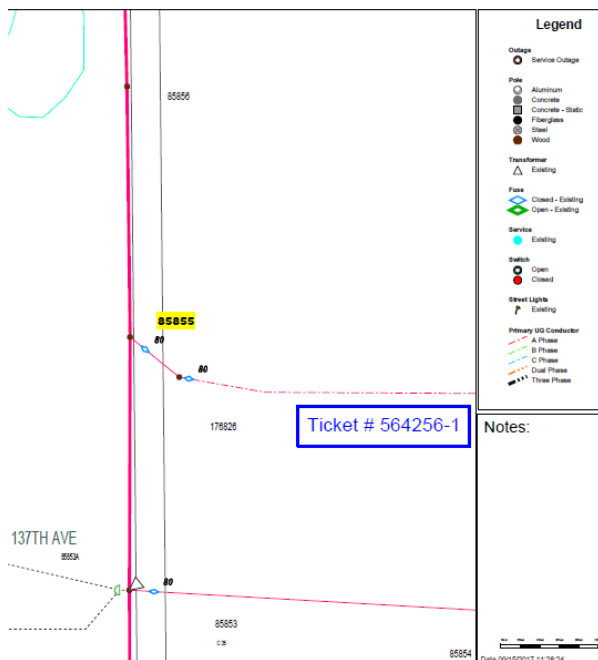 Legend
Outage
Service Outage
Pole
Aluminum
Concrete
Concrete - Static
Fiberglass
Steel
Wood
Transformer
Existing
Fuse
Closed - Existing
Open - Existing
Service
Existing
Switch
Open
Closed
Street Lights
Existing
Primary UG Conductor
A Phase
B Phase
C Phase
Dual Phase
Three Phase
85856
85855
80
80
176826
Ticket # 564256-1
Notes:
137TH AVE
85853A
80
85853
85854